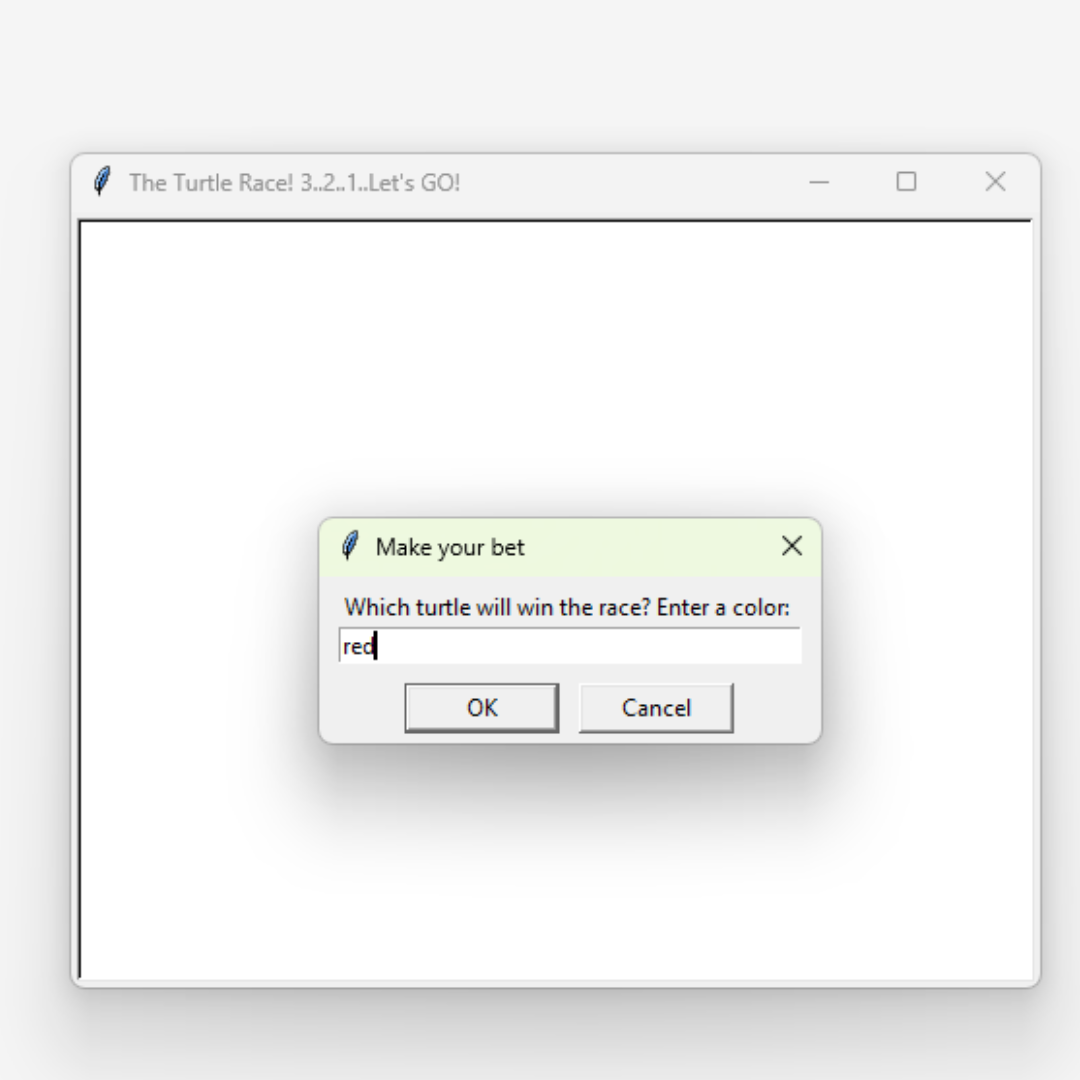 The Turtle Race! 3..2..1..Let's GO!
Make your bet
Which turtle will win the race? Enter a color:
red
OK
Cancel